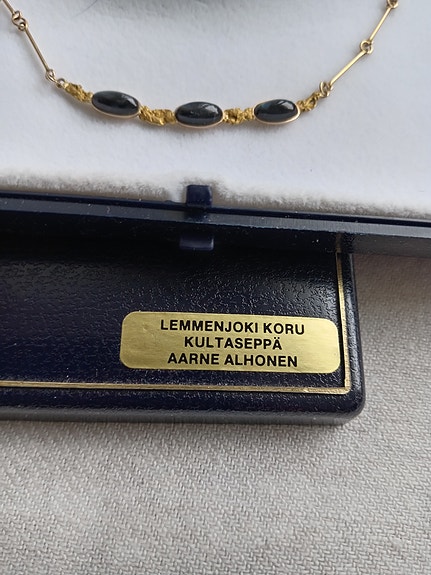 LEMMENJOKI KORU
KULTASEPPÄ
AARNE ALHONEN